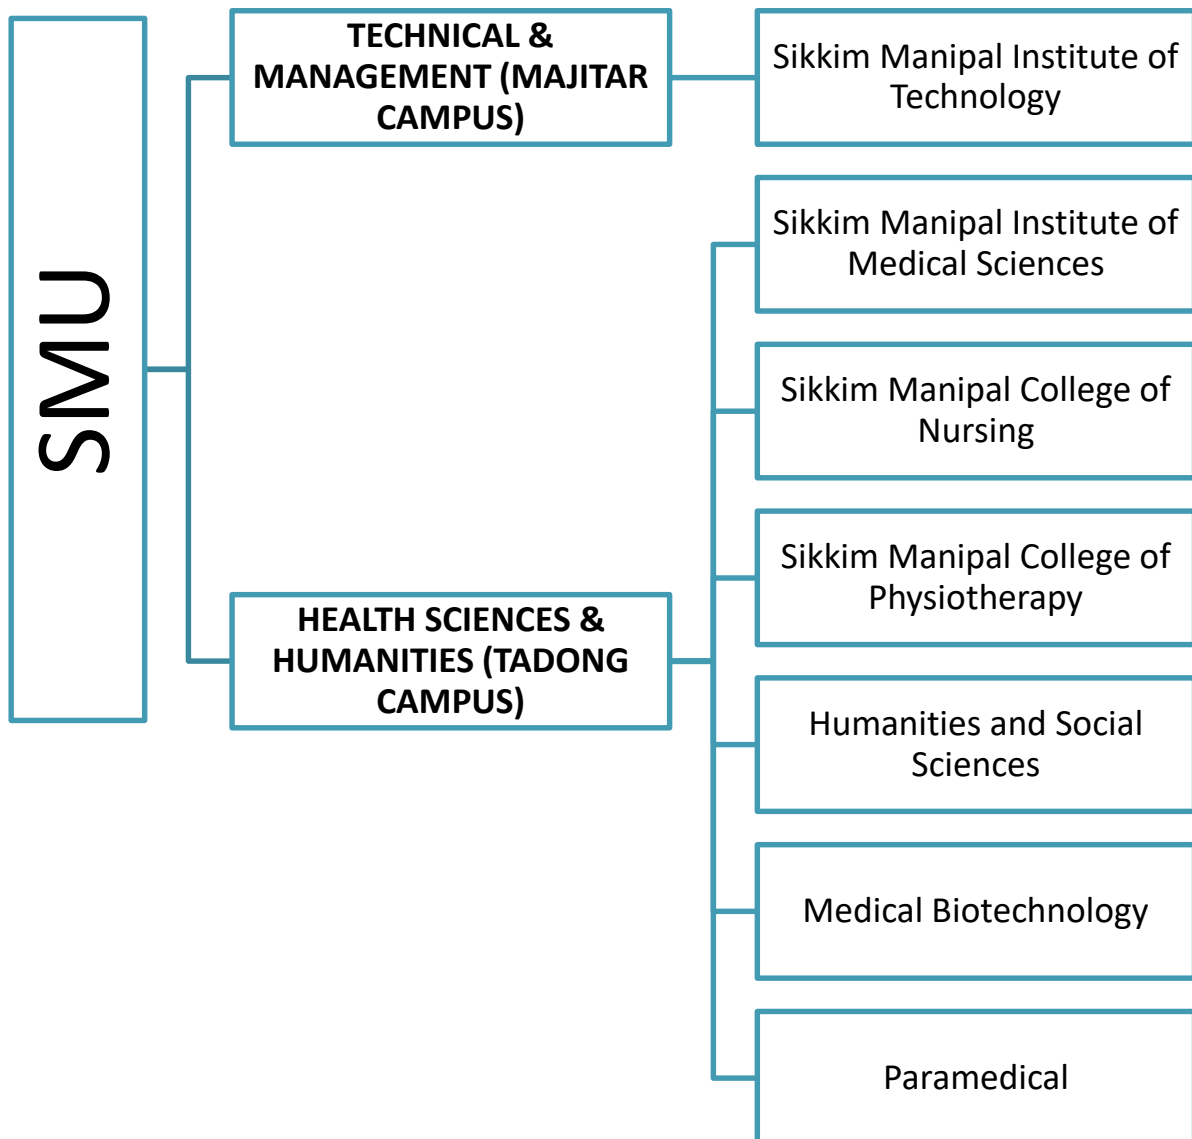 SMU
TECHNICAL &
MANAGEMENT (MAJITAR
CAMPUS)
Sikkim Manipal Institute of
Technology
HEALTH SCIENCES &
HUMANITIES (TADONG
CAMPUS)
Sikkim Manipal Institute of
Medical Sciences
Sikkim Manipal College of
Nursing
Sikkim Manipal College of
Physiotherapy
Humanities and Social
Sciences
Medical Biotechnology
Paramedical